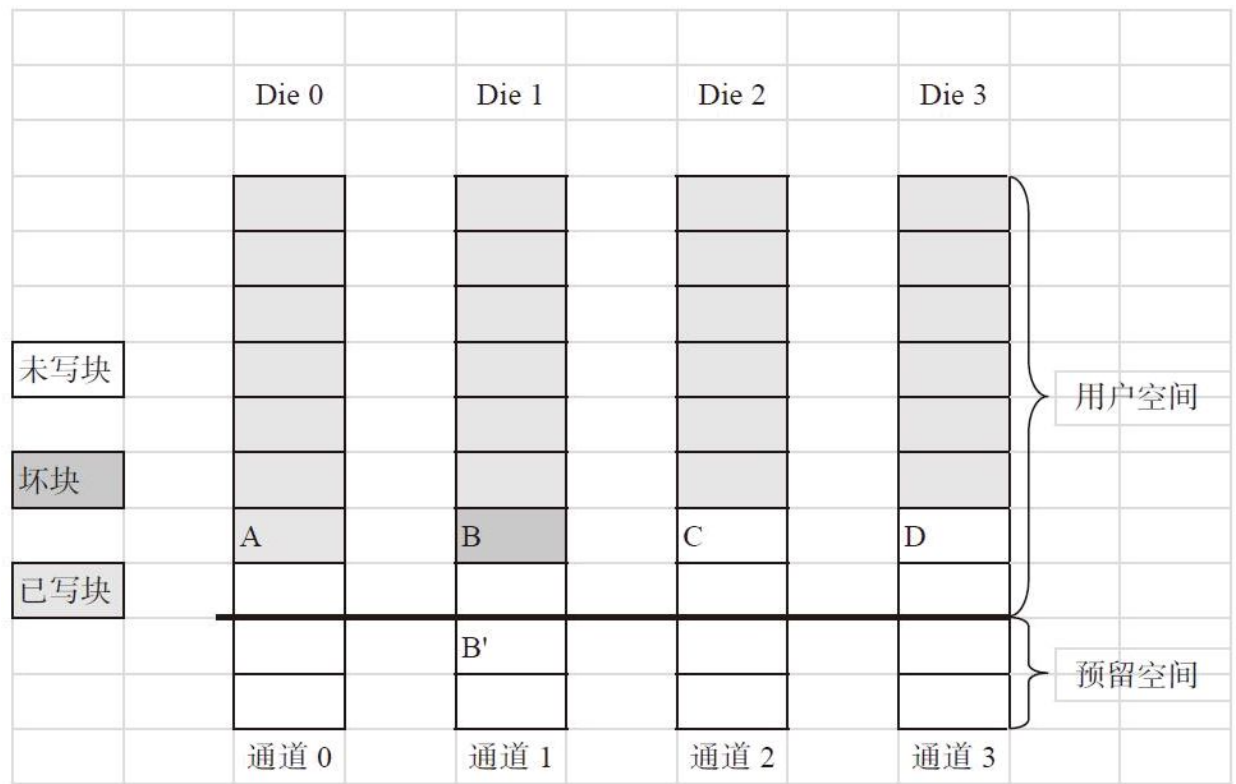 Die 0
Die 1
Die 2
Die 3
未写块
用户空间
坏块
A
B
C
D
已写块
B'
预留空间
通道 0
通道 1
通道 2
通道 3